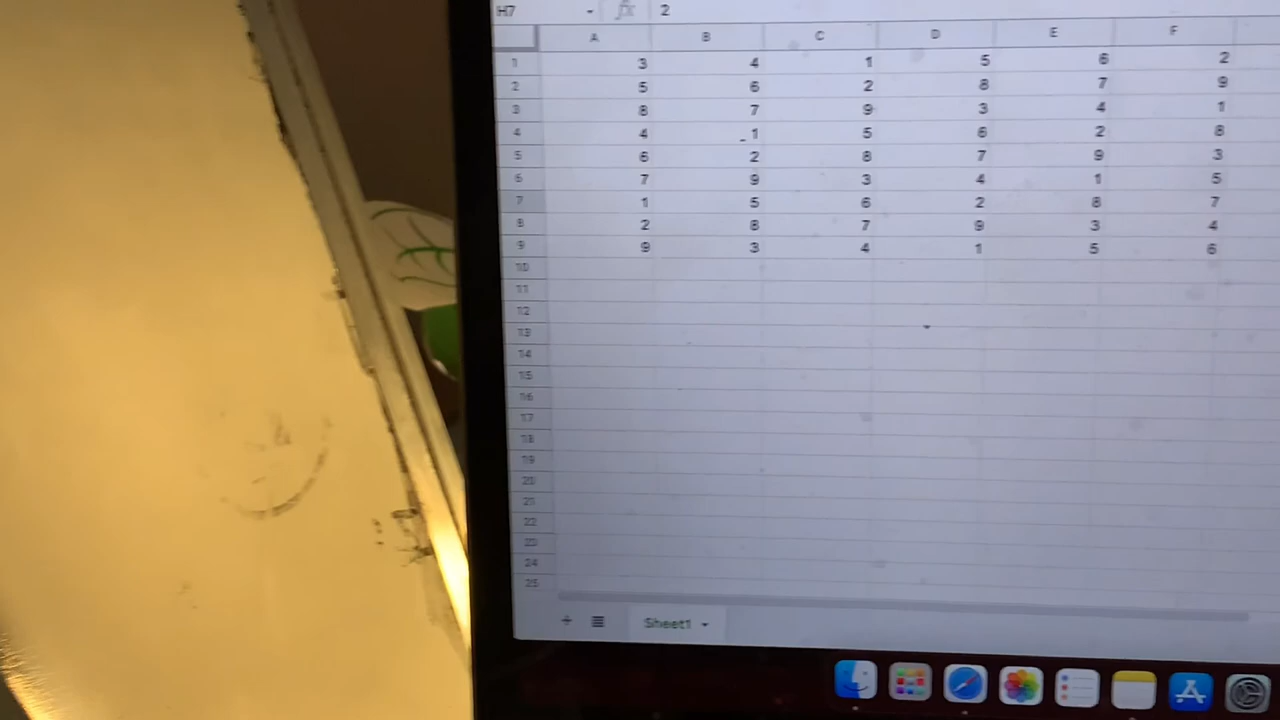 H7 fx 2
A B C D E F
1 3 4 1 5 6 2
2 5 6 2 8 7 9
3 8 7 9 3 4 1
4 4 1 5 6 2 8
5 6 2 8 7 9 3
6 7 9 3 4 1 5
7 1 5 6 2 8 7
8 2 8 7 9 3 4
9 9 3 4 1 5 6
10
11
12
13
14
15
16
17
18
19
20
21
22
23
24
25
+ Sheet1